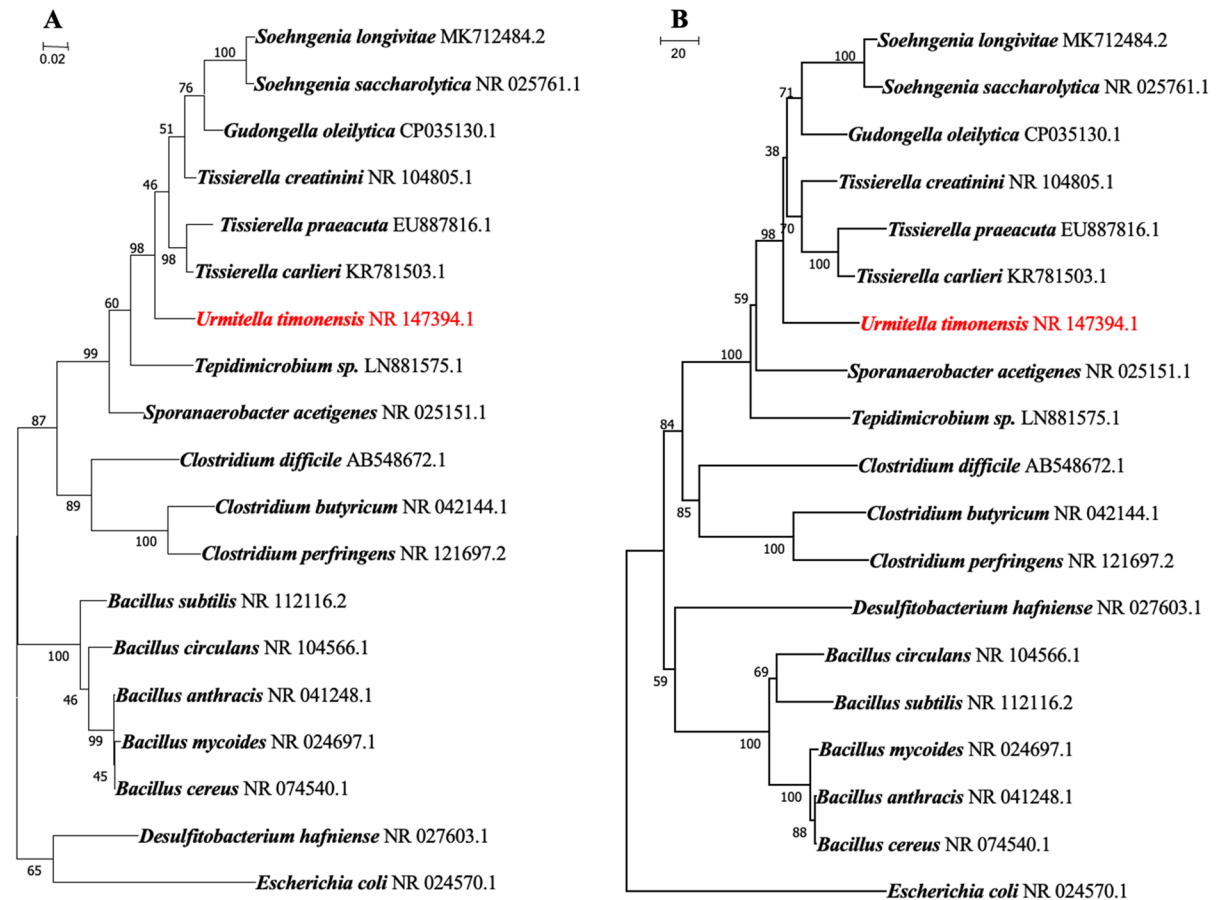 A
0.02
Soehngenia longivitae MK712484.2
100
Soehngenia saccharolytica NR 025761.1
76
Gudongella oleilytica CP035130.1
51
Tissierella creatinini NR 104805.1
46
Tissierella praeacuta EU887816.1
98
98
Tissierella carlieri KR781503.1
60
Urmitella timonensis NR 147394.1
99
Tepidimicrobium sp. LN881575.1
Sporanaerobacter acetigenes NR 025151.1
87
Clostridium difficile AB548672.1
89
Clostridium butyricum NR 042144.1
100
Clostridium perfringens NR 121697.2
Bacillus subtilis NR 112116.2
100
Bacillus circulans NR 104566.1
46
Bacillus anthracis NR 041248.1
99
Bacillus mycoides NR 024697.1
45
Bacillus cereus NR 074540.1
Desulfitobacterium hafniense NR 027603.1
65
Escherichia coli NR 024570.1
B
20
Soehngenia longivitae MK712484.2
100
Soehngenia saccharolytica NR 025761.1
71
Gudongella oleilytica CP035130.1
38
Tissierella creatinini NR 104805.1
70
Tissierella praeacuta EU887816.1
98
100
Tissierella carlieri KR781503.1
59
Urmitella timonensis NR 147394.1
100
Sporanaerobacter acetigenes NR 025151.1
Tepidimicrobium sp. LN881575.1
84
Clostridium difficile AB548672.1
85
Clostridium butyricum NR 042144.1
100
Clostridium perfringens NR 121697.2
Desulfitobacterium hafniense NR 027603.1
59
Bacillus circulans NR 104566.1
69
Bacillus subtilis NR 112116.2
100
Bacillus mycoides NR 024697.1
100
Bacillus anthracis NR 041248.1
88
Bacillus cereus NR 074540.1
Escherichia coli NR 024570.1